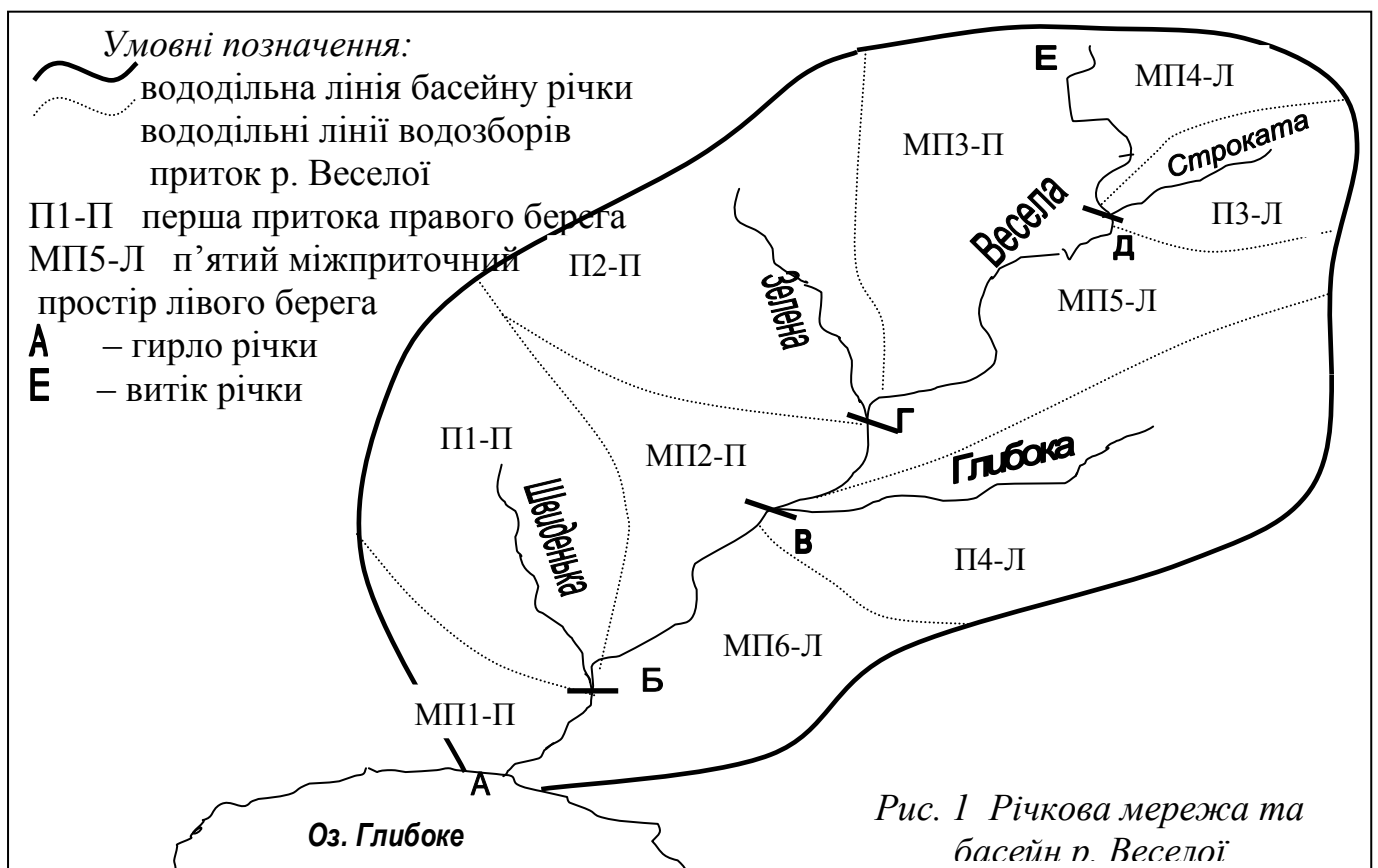 Умовні позначення:
вододільна лінія басейну річки
вододільні лінії водозборів
приток р. Веселої
П1-П перша притока правого берега
МП5-Л п’ятий міжприточний
простір лівого берега
А – гирло річки
Е – витік річки
Е
МП4-Л
МП3-П
Строката
Весела
П3-Л
Д
П2-П
Зелена
МП5-Л
Г
П1-П
МП2-П
Глибока
Швиденька
В
П4-Л
МП6-Л
Б
МП1-П
А
Оз. Глибоке
Рис. 1 Річкова мережа та
басейн р. Веселої